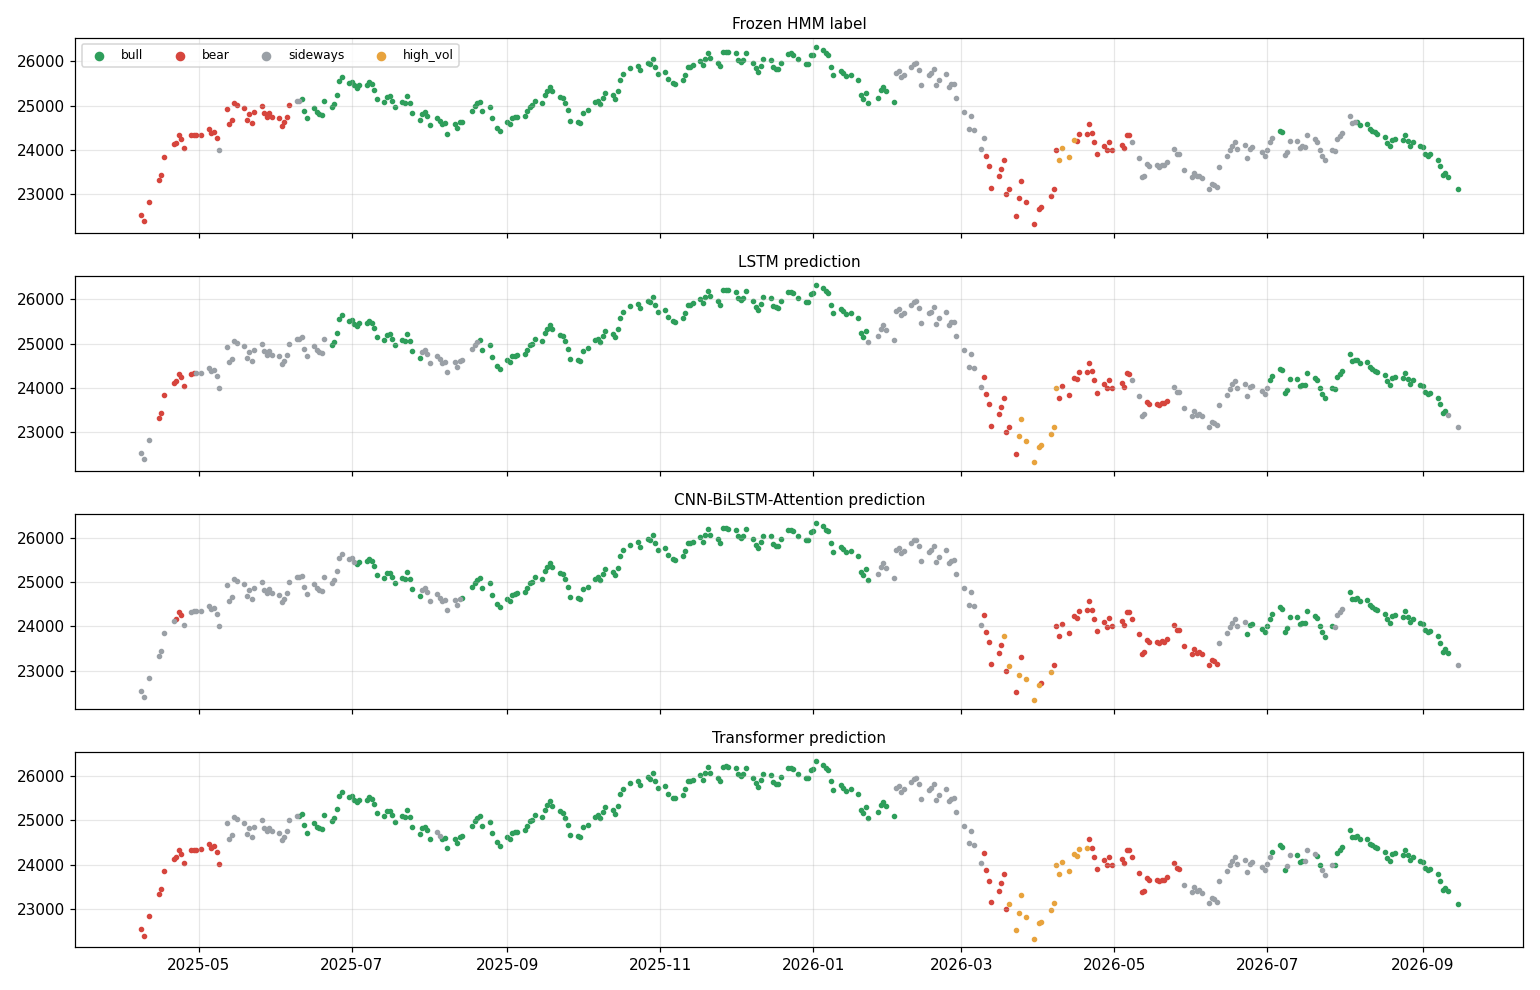 Frozen HMM label
bull bear sideways high_vol
26000
25000
24000
23000
LSTM prediction
26000
25000
24000
23000
CNN-BiLSTM-Attention prediction
26000
25000
24000
23000
Transformer prediction
26000
25000
24000
23000
2025-05 2025-07 2025-09 2025-11 2026-01 2026-03 2026-05 2026-07 2026-09